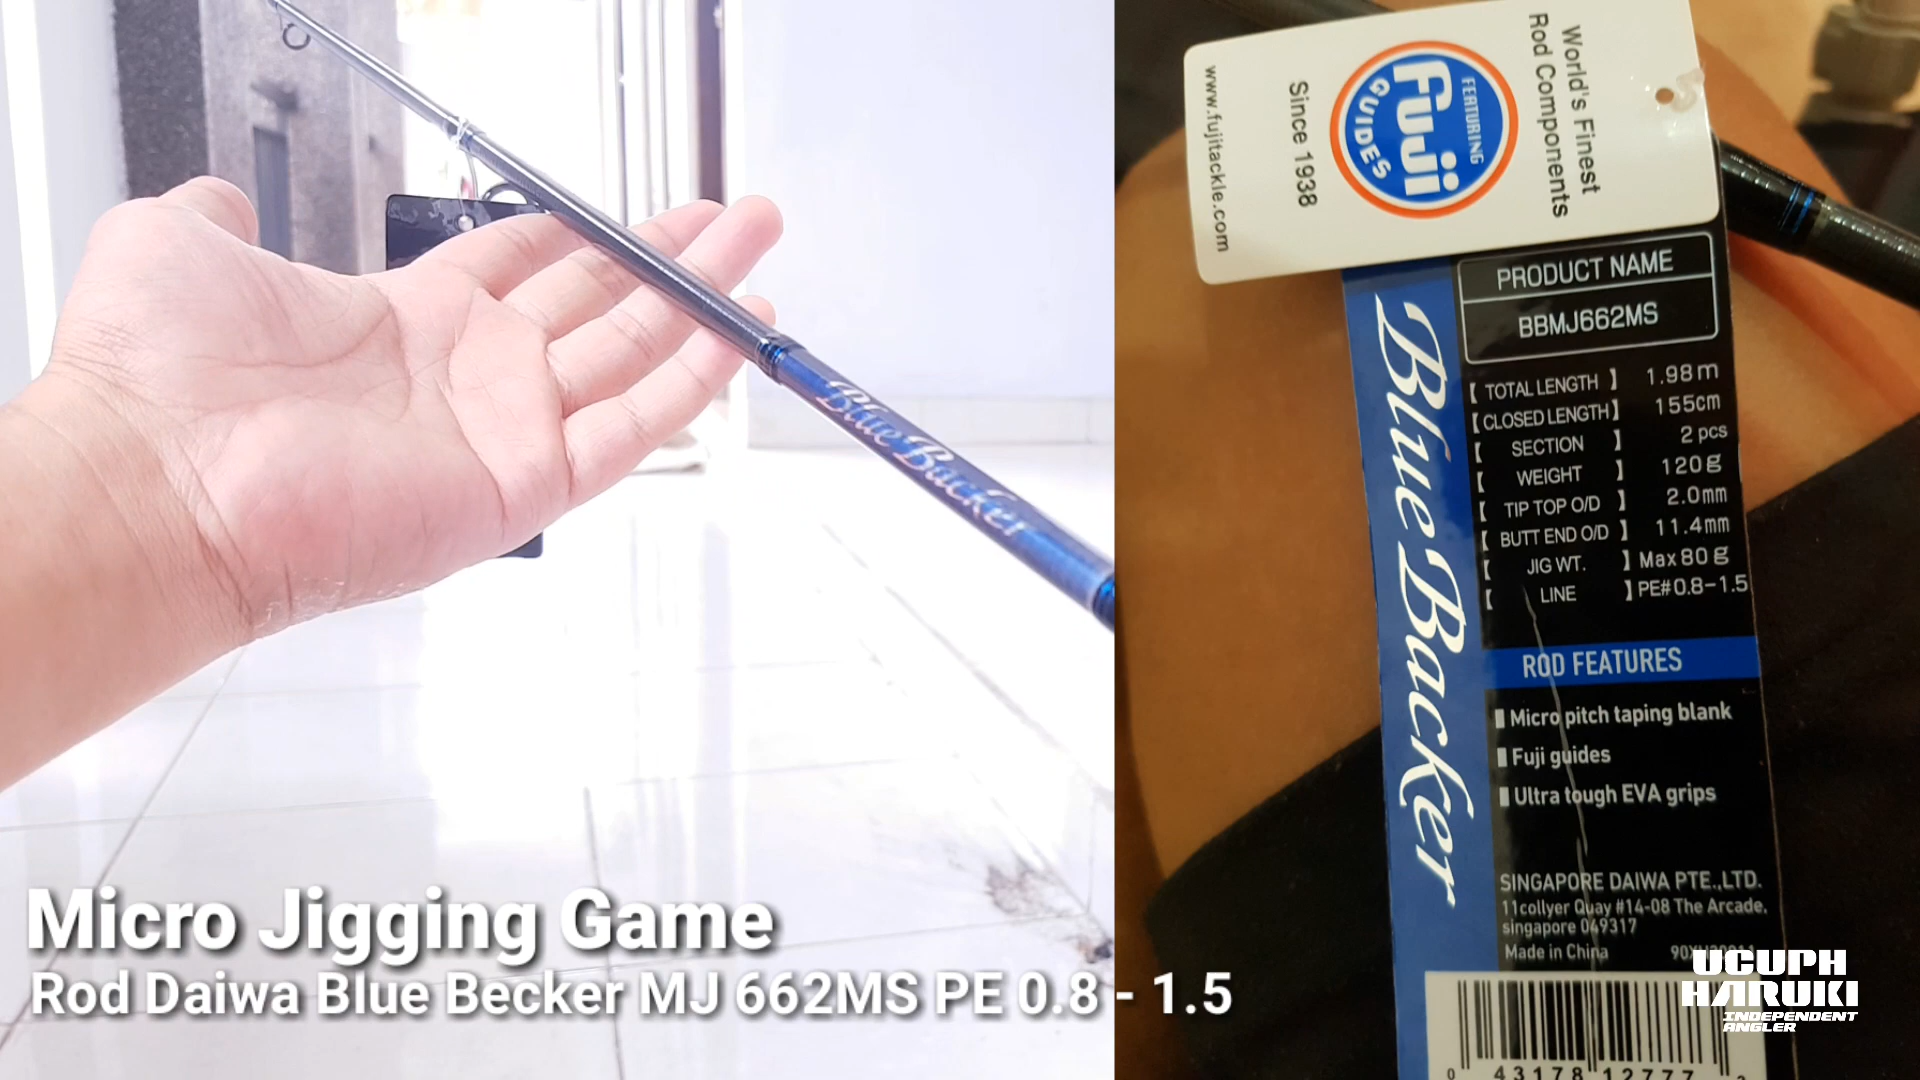 Blue Backer
Micro Jigging Game
Rod Daiwa Blue Becker MJ 662MS PE 0.8 - 1.5
World's Finest
Rod Components
FEATURING
Fuji
GUIDES
Since 1938
www.fujitackle.com
Blue Backer
PRODUCT NAME
BBMJ662MS
【 TOTAL LENGTH 】 1.98m
【 CLOSED LENGTH 】 155cm
【 SECTION 】 2 pcs
【 WEIGHT 】 120g
【 TIP TOP O/D 】 2.0mm
【 BUTT END O/D 】 11.4mm
【 JIG WT. 】 Max 80g
【 LINE 】 PE#0.8-1.5
ROD FEATURES
Micro pitch taping blank
Fuji guides
Ultra tough EVA grips
SINGAPORE DAIWA PTE.,LTD.
11collyer Quay #14-08 The Arcade,
singapore 049317
Made in China
UCUPH
HARUKI
INDEPENDENT
ANGLER
0 43178 12777